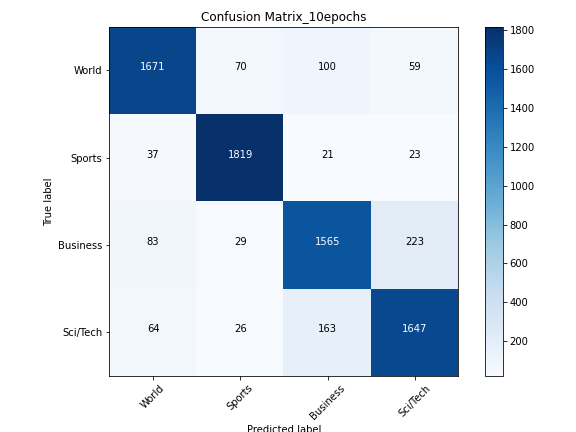 Confusion Matrix_10epochs
World 1671 70 100 59
Sports 37 1819 21 23
Business 83 29 1565 223
Sci/Tech 64 26 163 1647
World Sports Business Sci/Tech
True label
Predicted label
1800
1600
1400
1200
1000
800
600
400
200